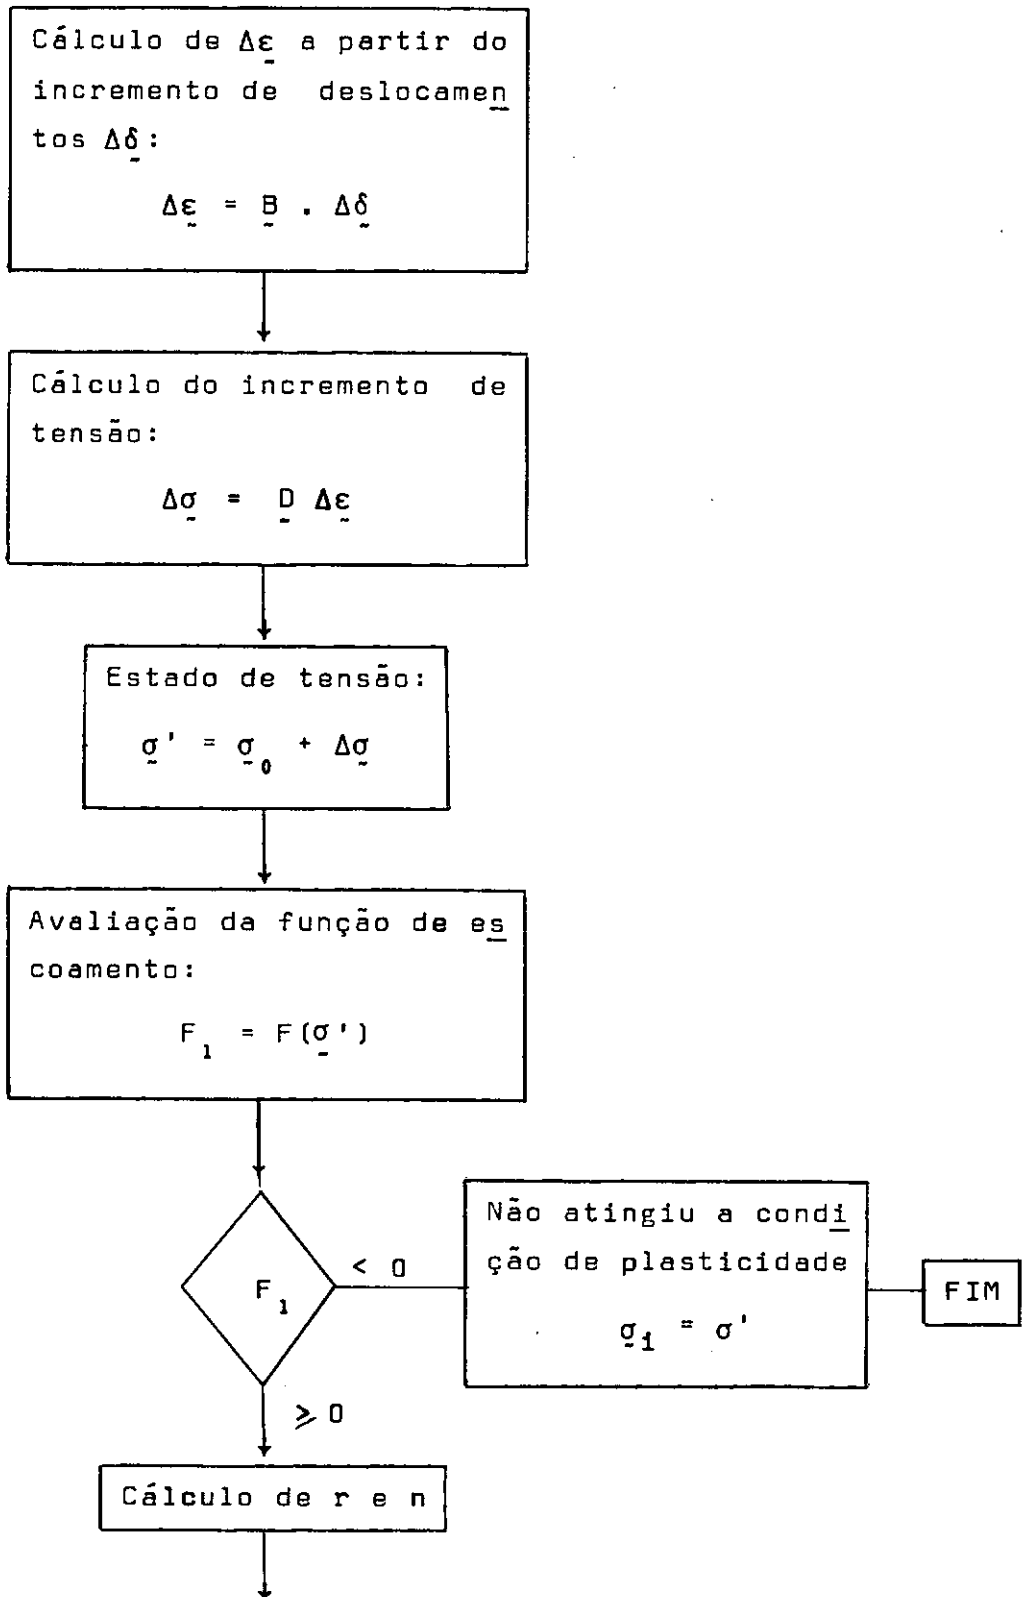 Cálculo de Δε̰ a partir do
incremento de deslocamen
tos Δδ̰:
Δε̰ = B̰ . Δδ̰
Cálculo do incremento de
tensão:
Δσ̰ = D̰ Δε̰
Estado de tensão:
σ̰' = σ̰₀ + Δσ̰
Avaliação da função de es
coamento:
F₁ = F(σ̰')
F₁
< 0
Não atingiu a condi
ção de plasticidade
σ̰ᵢ = σ'
FIM
⩾ 0
Cálculo de r e n